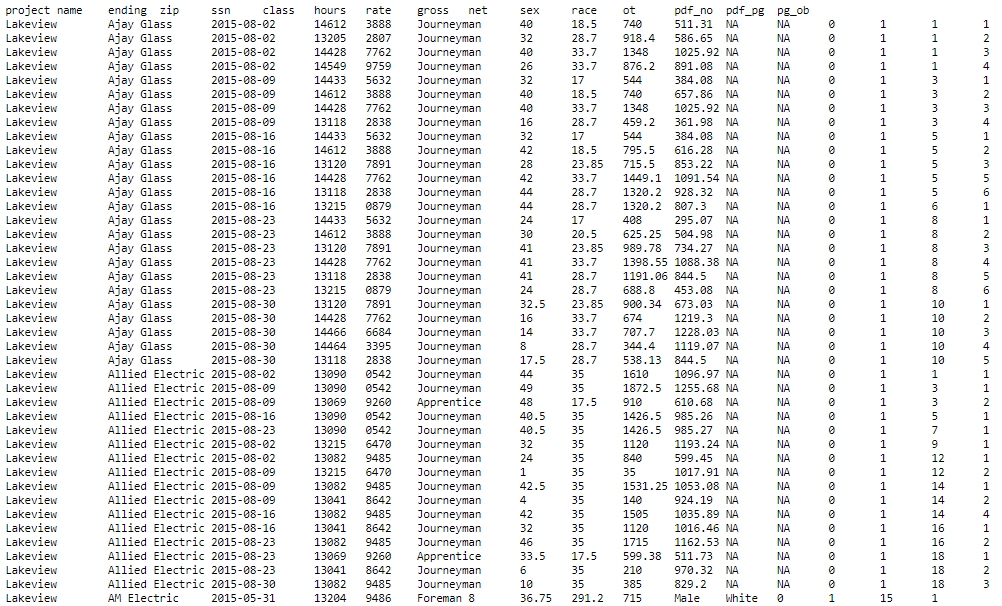 project name ending zip ssn class hours rate gross net sex race ot pdf_no pdf_pg pg_ob
Lakeview Ajay Glass 2015-08-02 14612 3888 Journeyman 40 18.5 740 511.31 NA NA 0 1 1 1
Lakeview Ajay Glass 2015-08-02 13205 2807 Journeyman 32 28.7 918.4 586.65 NA NA 0 1 1 2
Lakeview Ajay Glass 2015-08-02 14428 7762 Journeyman 40 33.7 1348 1025.92 NA NA 0 1 1 3
Lakeview Ajay Glass 2015-08-02 14549 9759 Journeyman 26 33.7 876.2 891.08 NA NA 0 1 1 4
Lakeview Ajay Glass 2015-08-09 14433 5632 Journeyman 32 17 544 384.08 NA NA 0 1 3 1
Lakeview Ajay Glass 2015-08-09 14612 3888 Journeyman 40 18.5 740 657.86 NA NA 0 1 3 2
Lakeview Ajay Glass 2015-08-09 14428 7762 Journeyman 40 33.7 1348 1025.92 NA NA 0 1 3 3
Lakeview Ajay Glass 2015-08-09 13118 2838 Journeyman 16 28.7 459.2 361.98 NA NA 0 1 3 4
Lakeview Ajay Glass 2015-08-16 14433 5632 Journeyman 32 17 544 384.08 NA NA 0 1 5 1
Lakeview Ajay Glass 2015-08-16 14612 3888 Journeyman 42 18.5 795.5 616.28 NA NA 0 1 5 2
Lakeview Ajay Glass 2015-08-16 13120 7891 Journeyman 28 23.85 715.5 853.22 NA NA 0 1 5 3
Lakeview Ajay Glass 2015-08-16 14428 7762 Journeyman 42 33.7 1449.1 1091.54 NA NA 0 1 5 5
Lakeview Ajay Glass 2015-08-16 13118 2838 Journeyman 44 28.7 1320.2 928.32 NA NA 0 1 5 6
Lakeview Ajay Glass 2015-08-16 13215 0879 Journeyman 44 28.7 1320.2 807.3 NA NA 0 1 6 1
Lakeview Ajay Glass 2015-08-23 14433 5632 Journeyman 24 17 408 295.07 NA NA 0 1 8 1
Lakeview Ajay Glass 2015-08-23 14612 3888 Journeyman 30 20.5 625.25 504.98 NA NA 0 1 8 2
Lakeview Ajay Glass 2015-08-23 13120 7891 Journeyman 41 23.85 989.78 734.27 NA NA 0 1 8 3
Lakeview Ajay Glass 2015-08-23 14428 7762 Journeyman 41 33.7 1398.55 1088.38 NA NA 0 1 8 4
Lakeview Ajay Glass 2015-08-23 13118 2838 Journeyman 41 28.7 1191.06 844.5 NA NA 0 1 8 5
Lakeview Ajay Glass 2015-08-23 13215 0879 Journeyman 24 28.7 688.8 453.08 NA NA 0 1 8 6
Lakeview Ajay Glass 2015-08-30 13120 7891 Journeyman 32.5 23.85 900.34 673.03 NA NA 0 1 10 1
Lakeview Ajay Glass 2015-08-30 14428 7762 Journeyman 16 33.7 674 1219.3 NA NA 0 1 10 2
Lakeview Ajay Glass 2015-08-30 14466 6684 Journeyman 14 33.7 707.7 1228.03 NA NA 0 1 10 3
Lakeview Ajay Glass 2015-08-30 14464 3395 Journeyman 8 28.7 344.4 1119.07 NA NA 0 1 10 4
Lakeview Ajay Glass 2015-08-30 13118 2838 Journeyman 17.5 28.7 538.13 844.5 NA NA 0 1 10 5
Lakeview Allied Electric 2015-08-02 13090 0542 Journeyman 44 35 1610 1096.97 NA NA 0 1 1 1
Lakeview Allied Electric 2015-08-09 13090 0542 Journeyman 49 35 1872.5 1255.68 NA NA 0 1 3 1
Lakeview Allied Electric 2015-08-09 13069 9260 Apprentice 48 17.5 910 610.68 NA NA 0 1 3 2
Lakeview Allied Electric 2015-08-16 13090 0542 Journeyman 40.5 35 1426.5 985.26 NA NA 0 1 5 1
Lakeview Allied Electric 2015-08-23 13090 0542 Journeyman 40.5 35 1426.5 985.27 NA NA 0 1 7 1
Lakeview Allied Electric 2015-08-02 13215 6470 Journeyman 32 35 1120 1193.24 NA NA 0 1 9 1
Lakeview Allied Electric 2015-08-02 13082 9485 Journeyman 24 35 840 599.45 NA NA 0 1 12 1
Lakeview Allied Electric 2015-08-09 13215 6470 Journeyman 1 35 35 1017.91 NA NA 0 1 12 2
Lakeview Allied Electric 2015-08-09 13082 9485 Journeyman 42.5 35 1531.25 1053.08 NA NA 0 1 14 1
Lakeview Allied Electric 2015-08-09 13041 8642 Journeyman 4 35 140 924.19 NA NA 0 1 14 2
Lakeview Allied Electric 2015-08-16 13082 9485 Journeyman 42 35 1505 1035.89 NA NA 0 1 14 4
Lakeview Allied Electric 2015-08-16 13041 8642 Journeyman 32 35 1120 1016.46 NA NA 0 1 16 1
Lakeview Allied Electric 2015-08-23 13082 9485 Journeyman 46 35 1715 1162.53 NA NA 0 1 16 2
Lakeview Allied Electric 2015-08-23 13069 9260 Apprentice 33.5 17.5 599.38 511.73 NA NA 0 1 18 1
Lakeview Allied Electric 2015-08-23 13041 8642 Journeyman 6 35 210 970.32 NA NA 0 1 18 2
Lakeview Allied Electric 2015-08-30 13082 9485 Journeyman 10 35 385 829.2 NA NA 0 1 18 3
Lakeview AM Electric 2015-05-31 13204 9486 Foreman 8 36.75 291.2 715 Male White 0 1 15 1